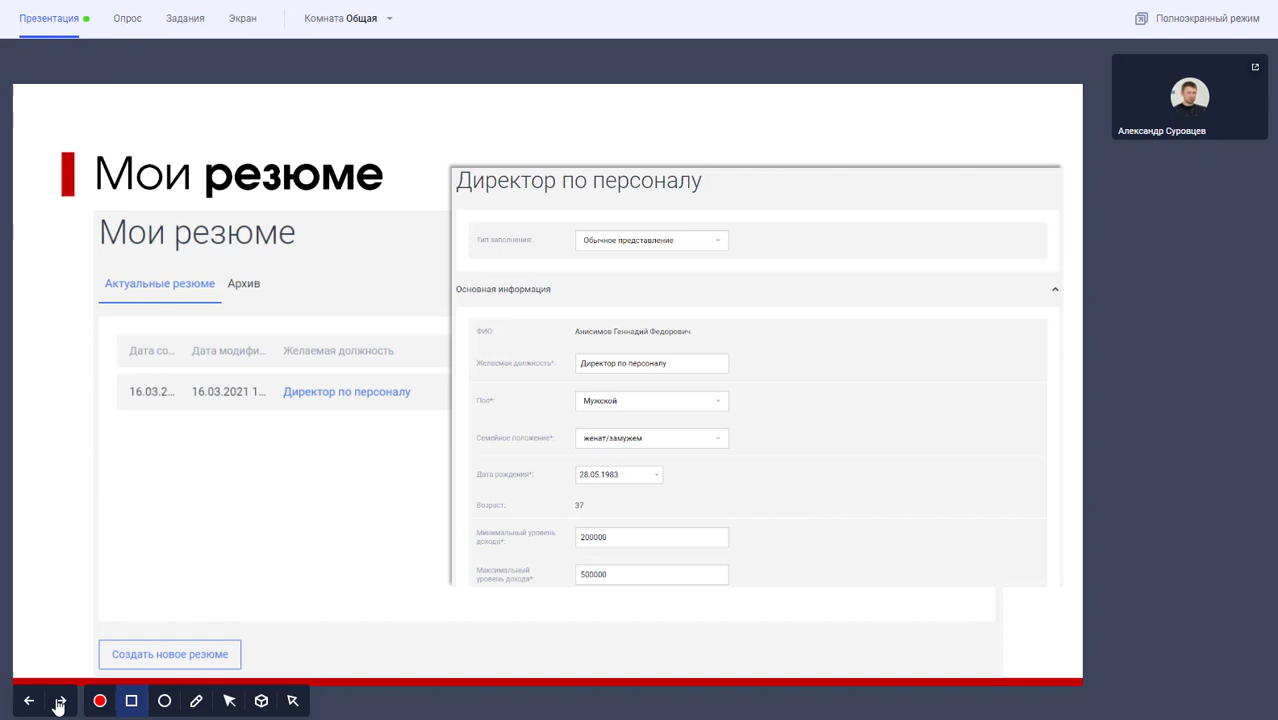 Презентация Опрос Задания Экран Комната Общая Полноэкранный режим
Александр Суровцев
Мои резюме
Мои резюме
Актуальные резюме Архив
Дата со... Дата модифи... Желаемая должность
16.03.2... 16.03.2021 1... Директор по персоналу
Создать новое резюме
Директор по персоналу
Тип заполнения: Обычное представление
Основная информация
ФИО: Анисимов Геннадий Федорович
Желаемая должность*: Директор по персоналу
Пол*: Мужской
Семейное положение*: женат/замужем
Дата рождения*: 28.05.1983
Возраст: 37
Минимальный уровень
дохода*: 200000
Максимальный
уровень дохода*: 500000